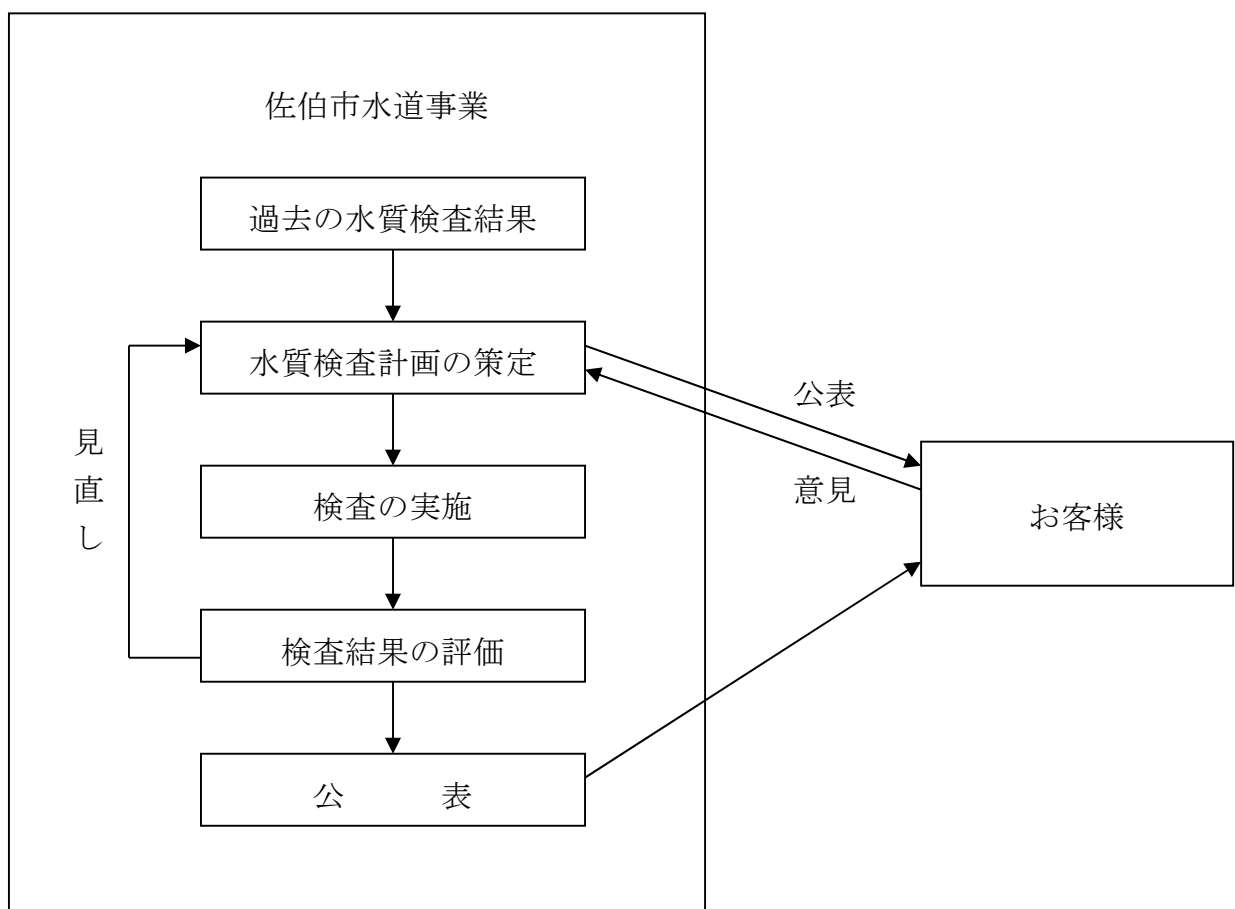 佐伯市水道事業
過去の水質検査結果
水質検査計画の策定
公表
見直し
意見
検査の実施
お客様
検査結果の評価
公　　　表